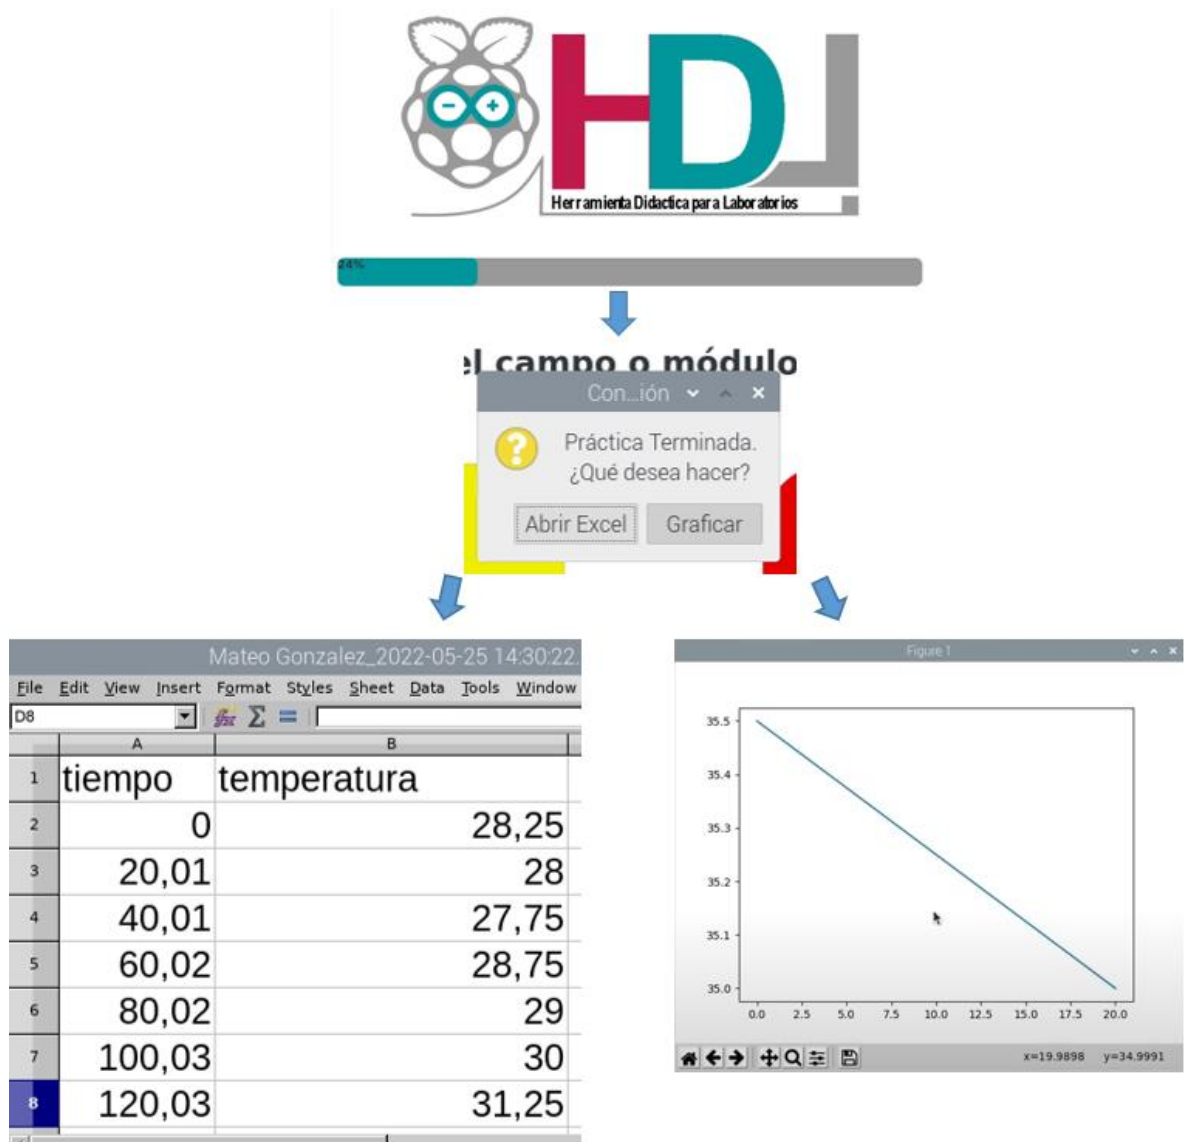 HDL
Herramienta Didactica para Laboratorios
24%
el campo o módulo
Con...ión
Práctica Terminada.
¿Qué desea hacer?
Abrir Excel Graficar
Mateo Gonzalez_2022-05-25 14:30:22.
File Edit View Insert Format Styles Sheet Data Tools Window
D8
A B
1 tiempo temperatura
2 0 28,25
3 20,01 28
4 40,01 27,75
5 60,02 28,75
6 80,02 29
7 100,03 30
8 120,03 31,25
Figure 1
35.5
35.4
35.3
35.2
35.1
35.0
0.0 2.5 5.0 7.5 10.0 12.5 15.0 17.5 20.0
x=19.9898 y=34.9991